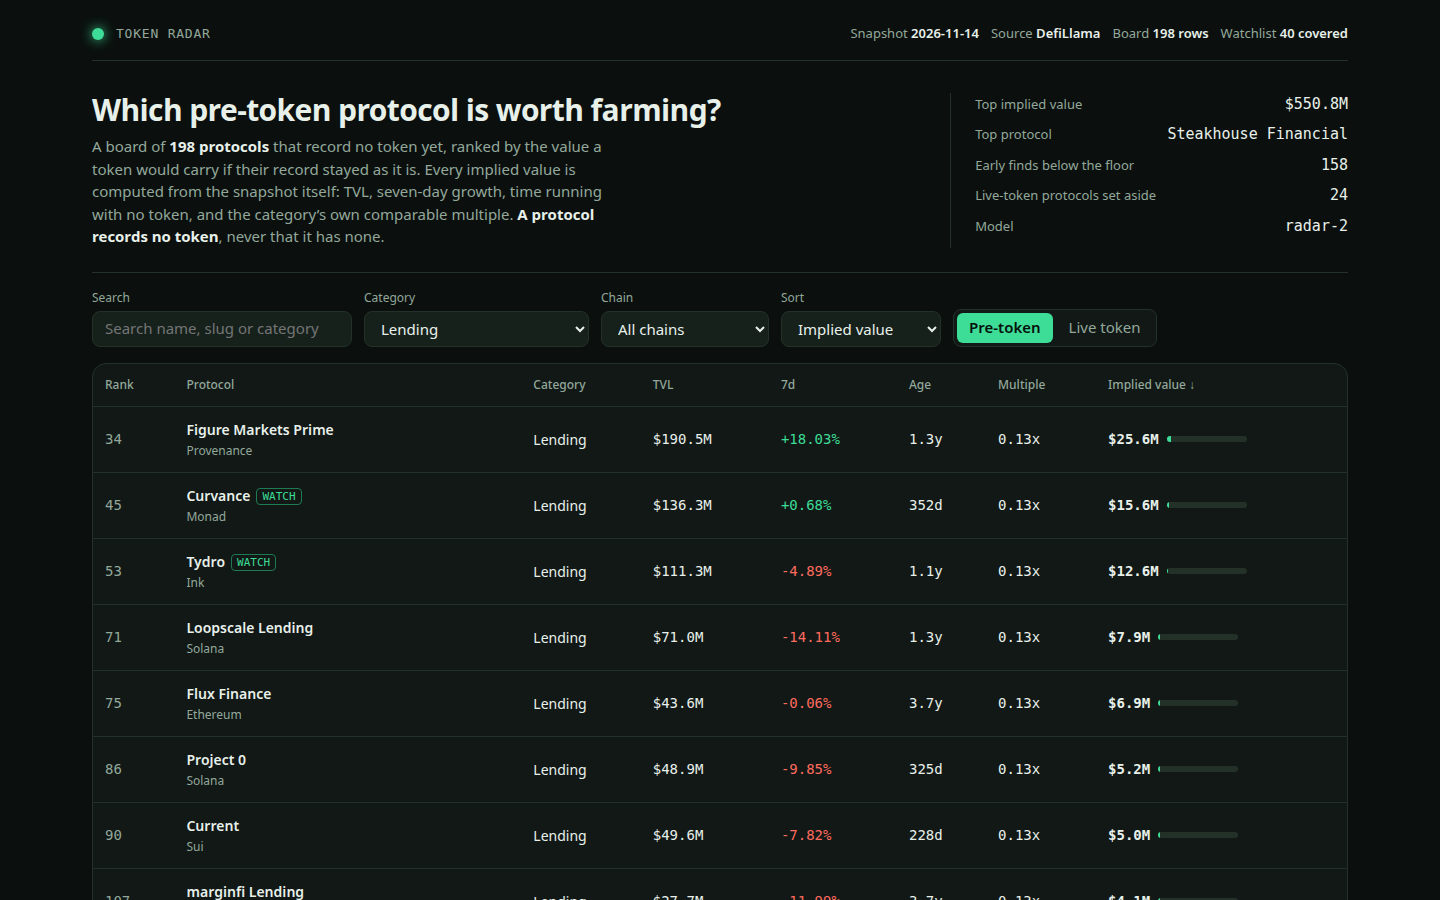 TOKEN RADAR
Snapshot 2026-11-14 Source DefiLlama Board 198 rows Watchlist 40 covered
Which pre-token protocol is worth farming?
A board of 198 protocols that record no token yet, ranked by the value a
token would carry if their record stayed as it is. Every implied value is
computed from the snapshot itself: TVL, seven-day growth, time running
with no token, and the category's own comparable multiple. A protocol
records no token, never that it has none.
Top implied value $550.8M
Top protocol Steakhouse Financial
Early finds below the floor 158
Live-token protocols set aside 24
Model radar-2
Search Category Chain Sort
Search name, slug or category Lending All chains Implied value Pre-token Live token
Rank Protocol Category TVL 7d Age Multiple Implied value ↓
34 Figure Markets Prime Lending $190.5M +18.03% 1.3y 0.13x $25.6M
Provenance
45 Curvance WATCH Lending $136.3M +0.68% 352d 0.13x $15.6M
Monad
53 Tydro WATCH Lending $111.3M -4.89% 1.1y 0.13x $12.6M
Ink
71 Loopscale Lending Lending $71.0M -14.11% 1.3y 0.13x $7.9M
Solana
75 Flux Finance Lending $43.6M -0.06% 3.7y 0.13x $6.9M
Ethereum
86 Project 0 Lending $48.9M -9.85% 325d 0.13x $5.2M
Solana
90 Current Lending $49.6M -7.82% 228d 0.13x $5.0M
Sui
marginfi Lending